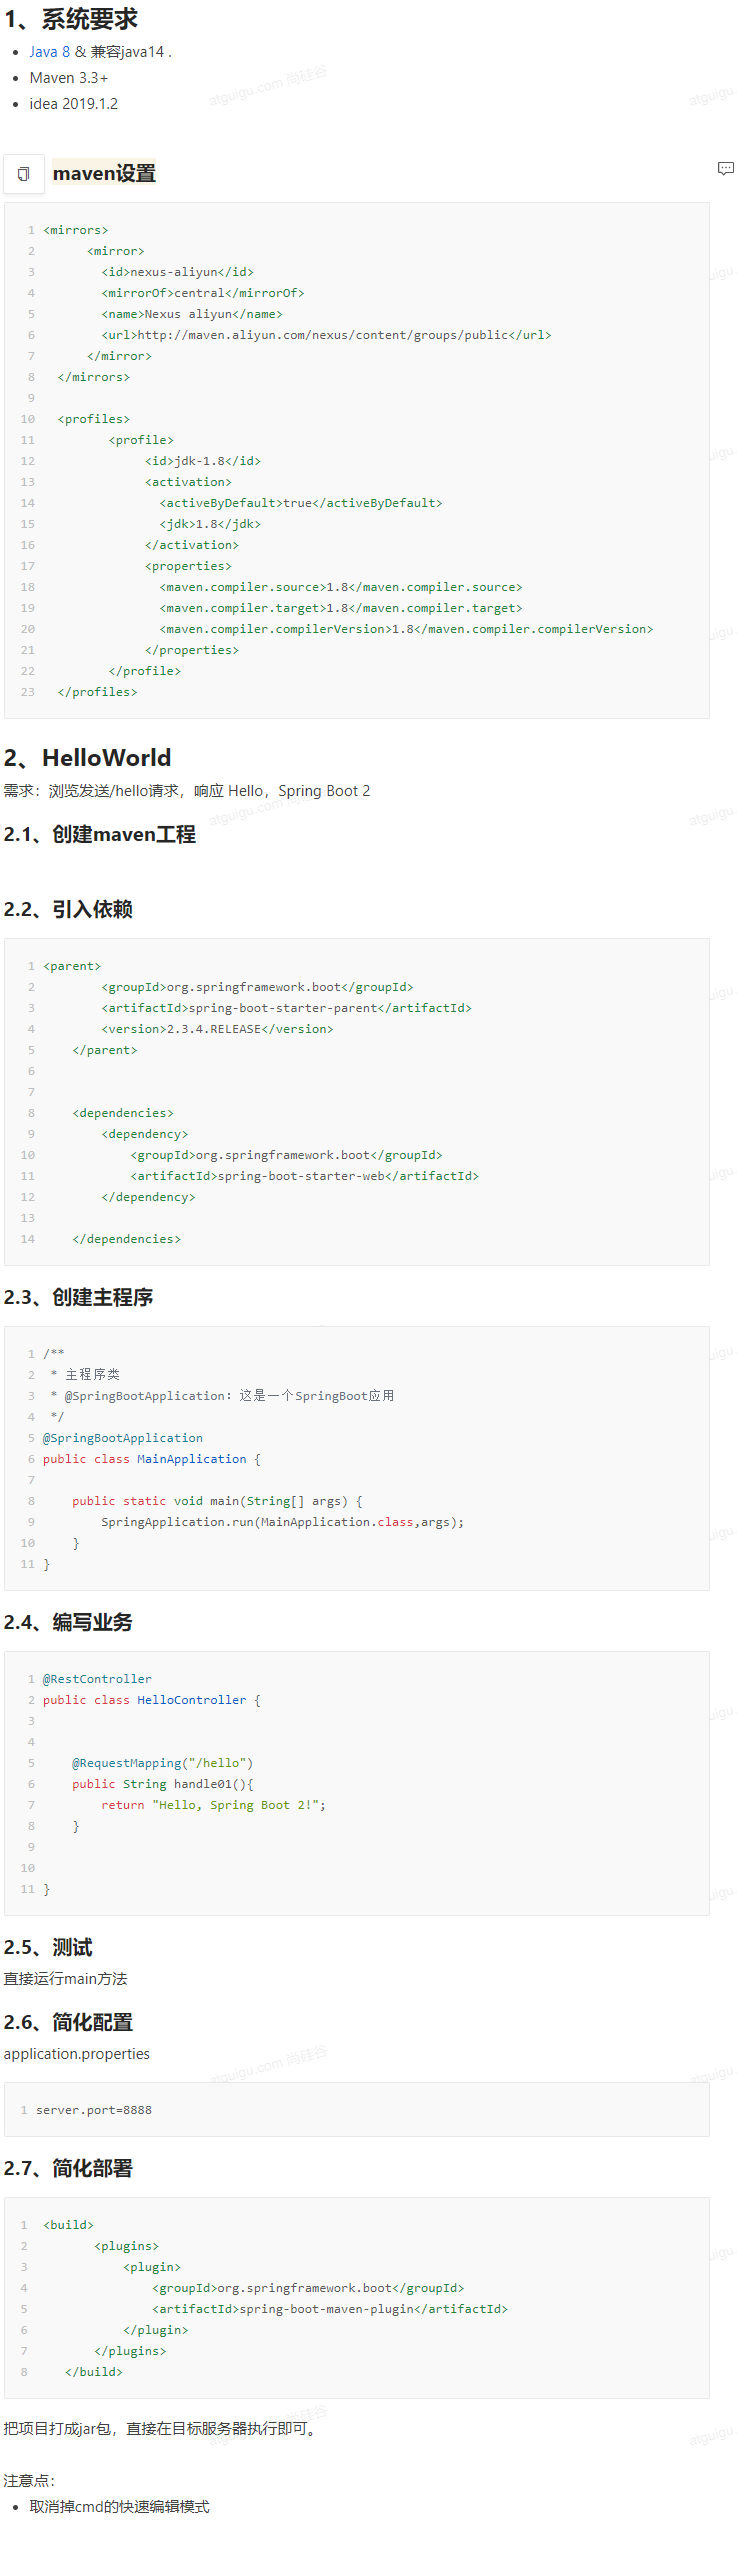 1、系统要求
Java 8 & 兼容java14 .
Maven 3.3+
idea 2019.1.2
atguigu.com 尚硅谷
maven设置
1 <mirrors>
2 <mirror>
3 <id>nexus-aliyun</id>
4 <mirrorOf>central</mirrorOf>
5 <name>Nexus aliyun</name>
6 <url>http://maven.aliyun.com/nexus/content/groups/public</url>
7 </mirror>
8 </mirrors>
9
10 <profiles>
11 <profile>
12 <id>jdk-1.8</id>
13 <activation>
14 <activeByDefault>true</activeByDefault>
15 <jdk>1.8</jdk>
16 </activation>
17 <properties>
18 <maven.compiler.source>1.8</maven.compiler.source>
19 <maven.compiler.target>1.8</maven.compiler.target>
20 <maven.compiler.compilerVersion>1.8</maven.compiler.compilerVersion>
21 </properties>
22 </profile>
23 </profiles>
2、HelloWorld
需求：浏览发送/hello请求，响应 Hello，Spring Boot 2
2.1、创建maven工程
2.2、引入依赖
1 <parent>
2 <groupId>org.springframework.boot</groupId>
3 <artifactId>spring-boot-starter-parent</artifactId>
4 <version>2.3.4.RELEASE</version>
5 </parent>
6
7
8 <dependencies>
9 <dependency>
10 <groupId>org.springframework.boot</groupId>
11 <artifactId>spring-boot-starter-web</artifactId>
12 </dependency>
13
14 </dependencies>
2.3、创建主程序
1 /**
2 * 主程序类
3 * @SpringBootApplication：这是一个SpringBoot应用
4 */
5 @SpringBootApplication
6 public class MainApplication {
7
8 public static void main(String[] args) {
9 SpringApplication.run(MainApplication.class,args);
10 }
11 }
2.4、编写业务
1 @RestController
2 public class HelloController {
3
4
5 @RequestMapping("/hello")
6 public String handle01(){
7 return "Hello, Spring Boot 2!";
8 }
9
10
11 }
2.5、测试
直接运行main方法
2.6、简化配置
application.properties
atguigu.com 尚硅谷
1 server.port=8888
2.7、简化部署
1 <build>
2 <plugins>
3 <plugin>
4 <groupId>org.springframework.boot</groupId>
5 <artifactId>spring-boot-maven-plugin</artifactId>
6 </plugin>
7 </plugins>
8 </build>
把项目打成jar包，直接在目标服务器执行即可。
注意点：
取消掉cmd的快速编辑模式